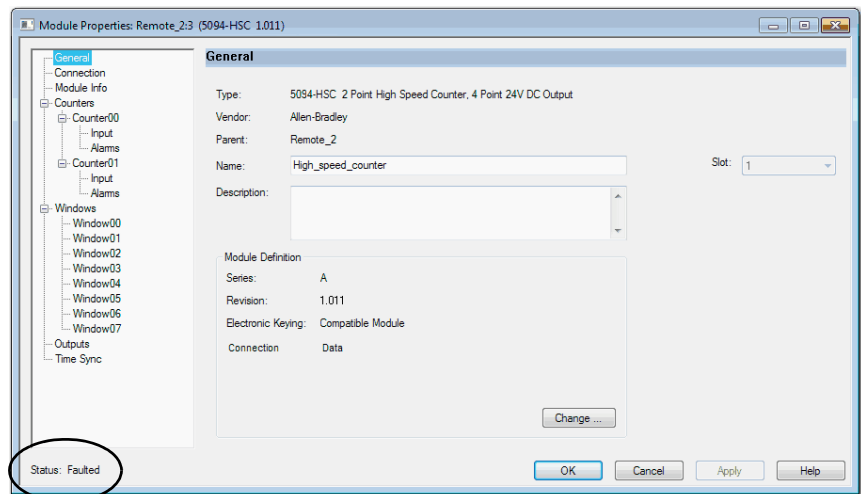 Module Properties: Remote_2:3 (5094-HSC 1.011)
General
Connection
Module Info
Counters
Counter00
Input
Alarms
Counter01
Input
Alarms
Windows
Window00
Window01
Window02
Window03
Window04
Window05
Window06
Window07
Outputs
Time Sync
General
Type: 5094-HSC 2 Point High Speed Counter, 4 Point 24V DC Output
Vendor: Allen-Bradley
Parent: Remote_2
Name: High_speed_counter
Slot: 1
Description:
Module Definition
Series: A
Revision: 1.011
Electronic Keying: Compatible Module
Connection Data
Change ...
Status: Faulted
OK Cancel Apply Help